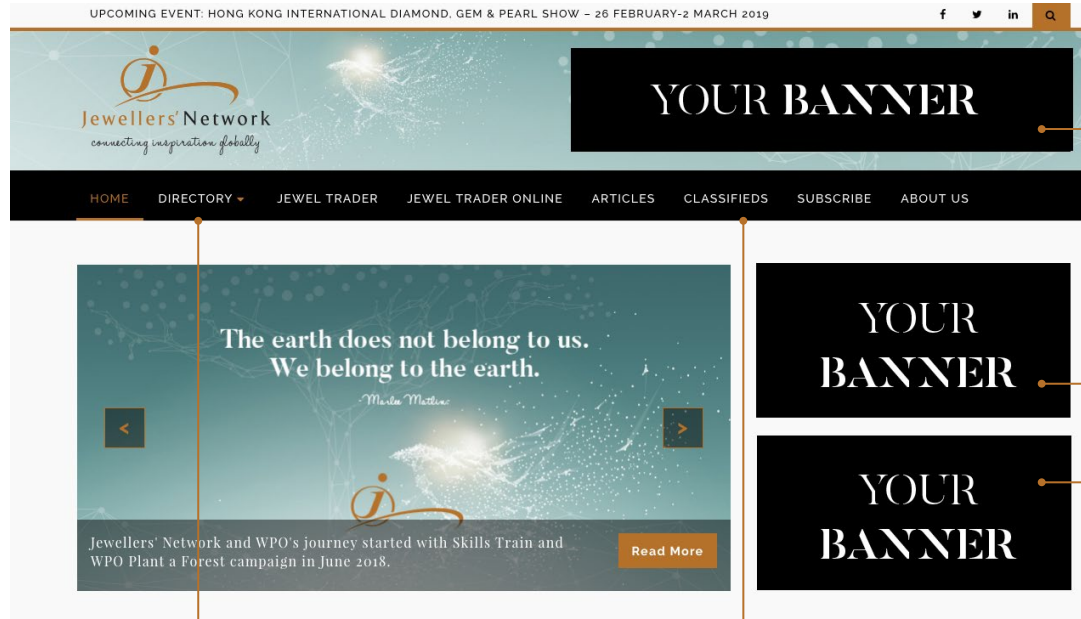 UPCOMING EVENT: HONG KONG INTERNATIONAL DIAMOND, GEM & PEARL SHOW – 26 FEBRUARY-2 MARCH 2019
Jewellers' Network
connecting inspiration globally
YOUR BANNER
HOME DIRECTORY JEWEL TRADER JEWEL TRADER ONLINE ARTICLES CLASSIFIEDS SUBSCRIBE ABOUT US
The earth does not belong to us.
We belong to the earth.
Marlee Matlin
< >
Jewellers' Network and WPO's journey started with Skills Train and
WPO Plant a Forest campaign in June 2018.
Read More
YOUR
BANNER
YOUR
BANNER